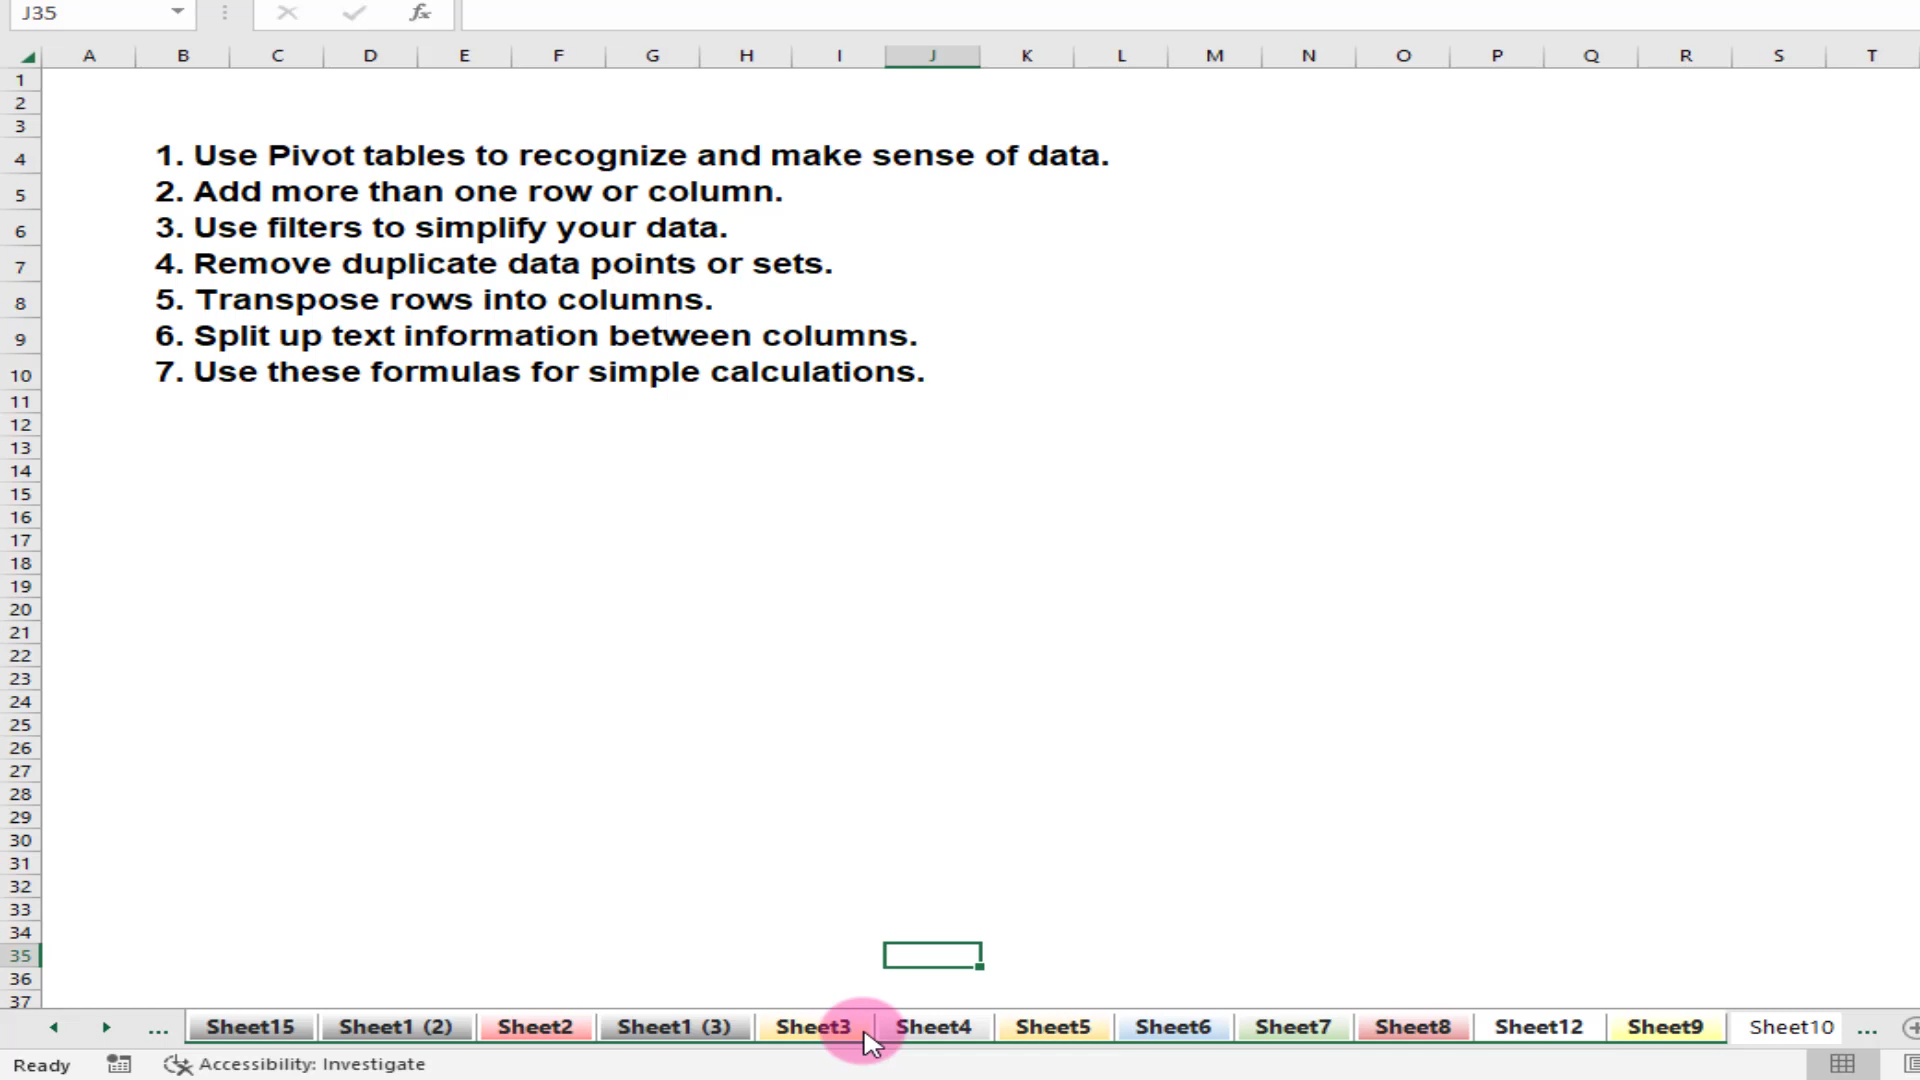 J35
fx
A B C D E F G H I J K L M N O P Q R S T
1
2
3
4 1. Use Pivot tables to recognize and make sense of data.
5 2. Add more than one row or column.
6 3. Use filters to simplify your data.
7 4. Remove duplicate data points or sets.
8 5. Transpose rows into columns.
9 6. Split up text information between columns.
10 7. Use these formulas for simple calculations.
11
12
13
14
15
16
17
18
19
20
21
22
23
24
25
26
27
28
29
30
31
32
33
34
35
36
37
... Sheet15 Sheet1 (2) Sheet2 Sheet1 (3) Sheet3 Sheet4 Sheet5 Sheet6 Sheet7 Sheet8 Sheet12 Sheet9 Sheet10 ...
Ready Accessibility: Investigate